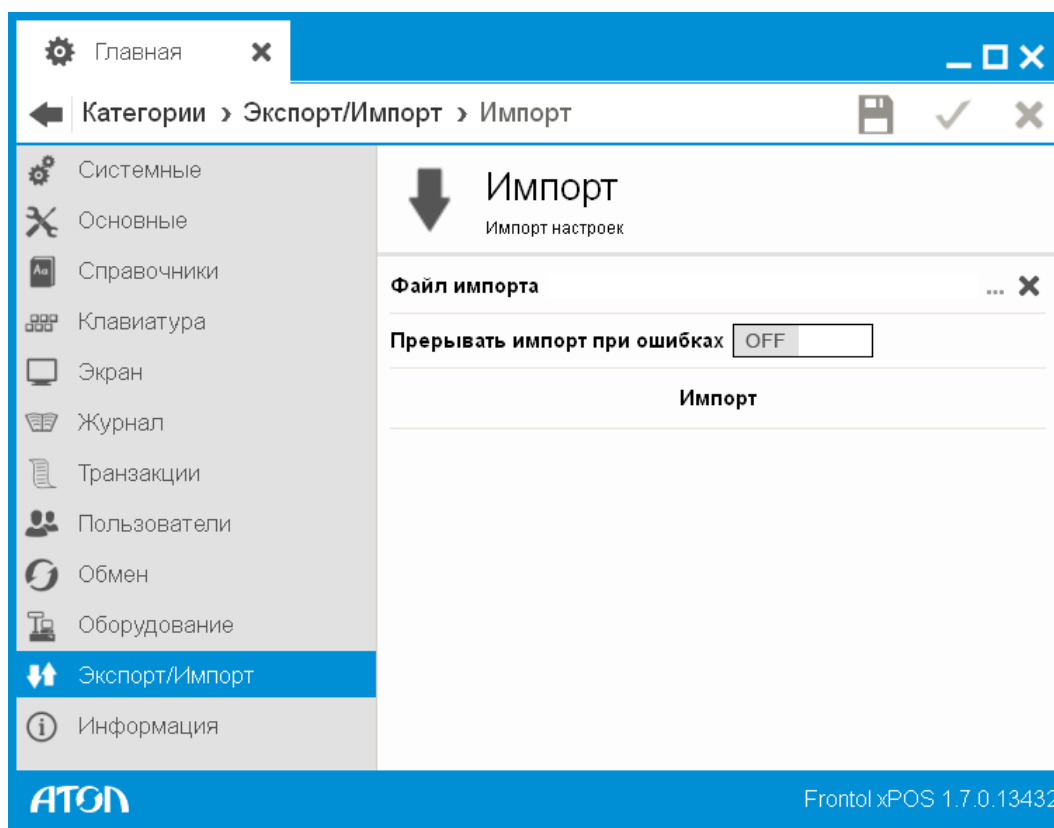 Главная
Категории › Экспорт/Импорт › Импорт
Системные
Основные
Справочники
Клавиатура
Экран
Журнал
Транзакции
Пользователи
Обмен
Оборудование
Экспорт/Импорт
Информация
Импорт
Импорт настроек
Файл импорта ...
Прерывать импорт при ошибках OFF
Импорт
АТОЛ
Frontol xPOS 1.7.0.13432